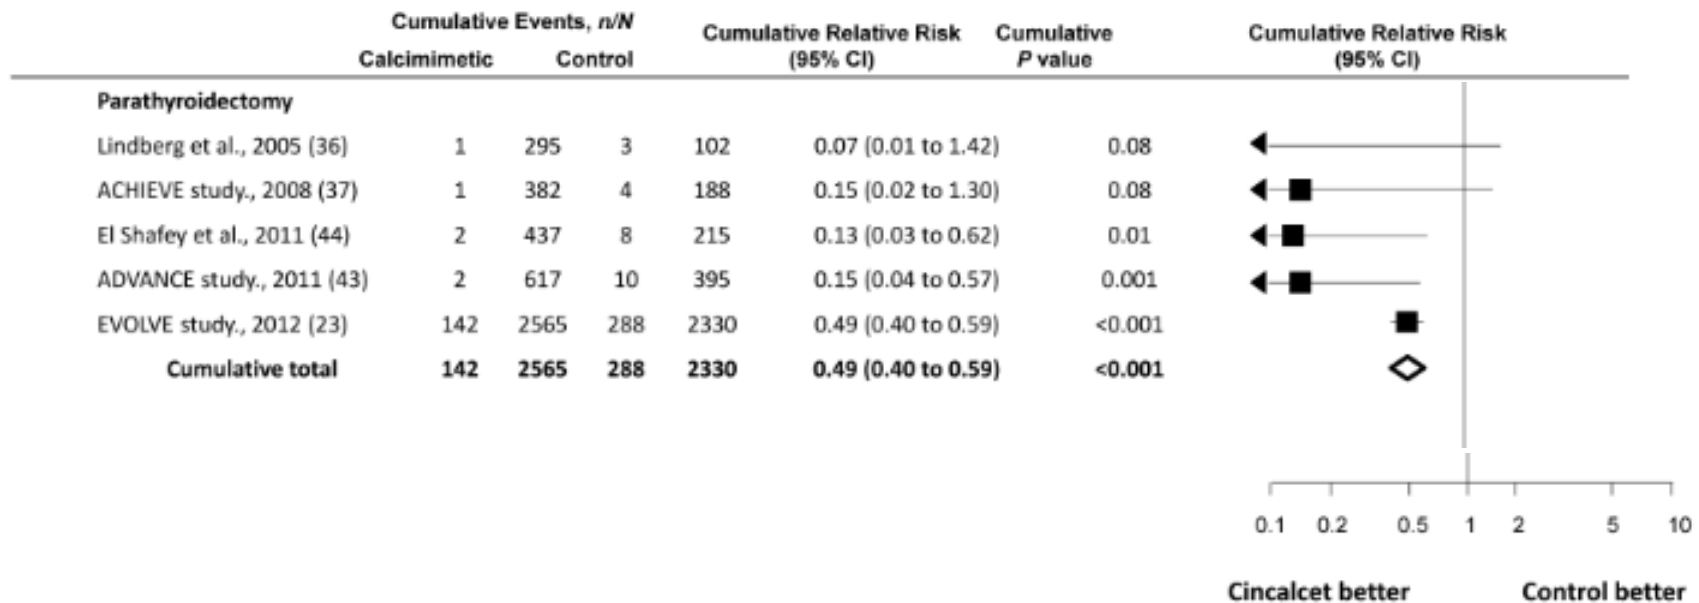 Cumulative Events, n/N
Cumulative Relative Risk (95% CI)
Cumulative P value
Cumulative Relative Risk (95% CI)
Calcimimetic Control
Parathyroidectomy
Lindberg et al., 2005 (36) 1 295 3 102 0.07 (0.01 to 1.42) 0.08
ACHIEVE study., 2008 (37) 1 382 4 188 0.15 (0.02 to 1.30) 0.08
El Shafey et al., 2011 (44) 2 437 8 215 0.13 (0.03 to 0.62) 0.01
ADVANCE study., 2011 (43) 2 617 10 395 0.15 (0.04 to 0.57) 0.001
EVOLVE study., 2012 (23) 142 2565 288 2330 0.49 (0.40 to 0.59) <0.001
Cumulative total 142 2565 288 2330 0.49 (0.40 to 0.59) <0.001
0.1 0.2 0.5 1 2 5 10
Cincalcet better Control better